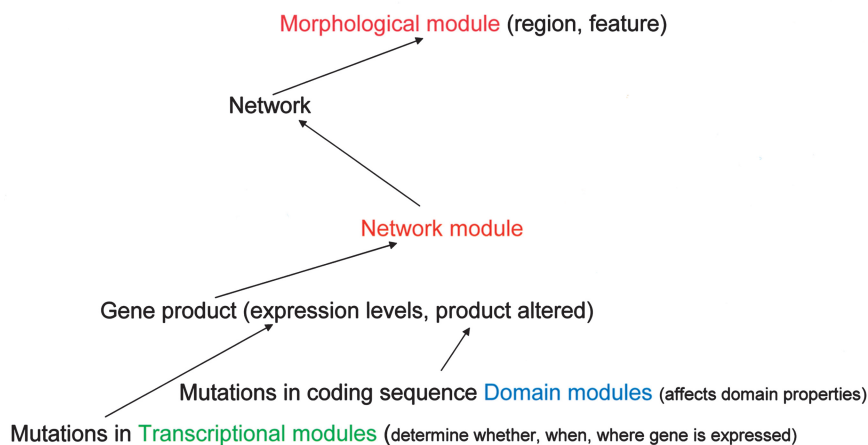 Morphological module (region, feature)
Network
Network module
Gene product (expression levels, product altered)
Mutations in coding sequence Domain modules (affects domain properties)
Mutations in Transcriptional modules (determine whether, when, where gene is expressed)